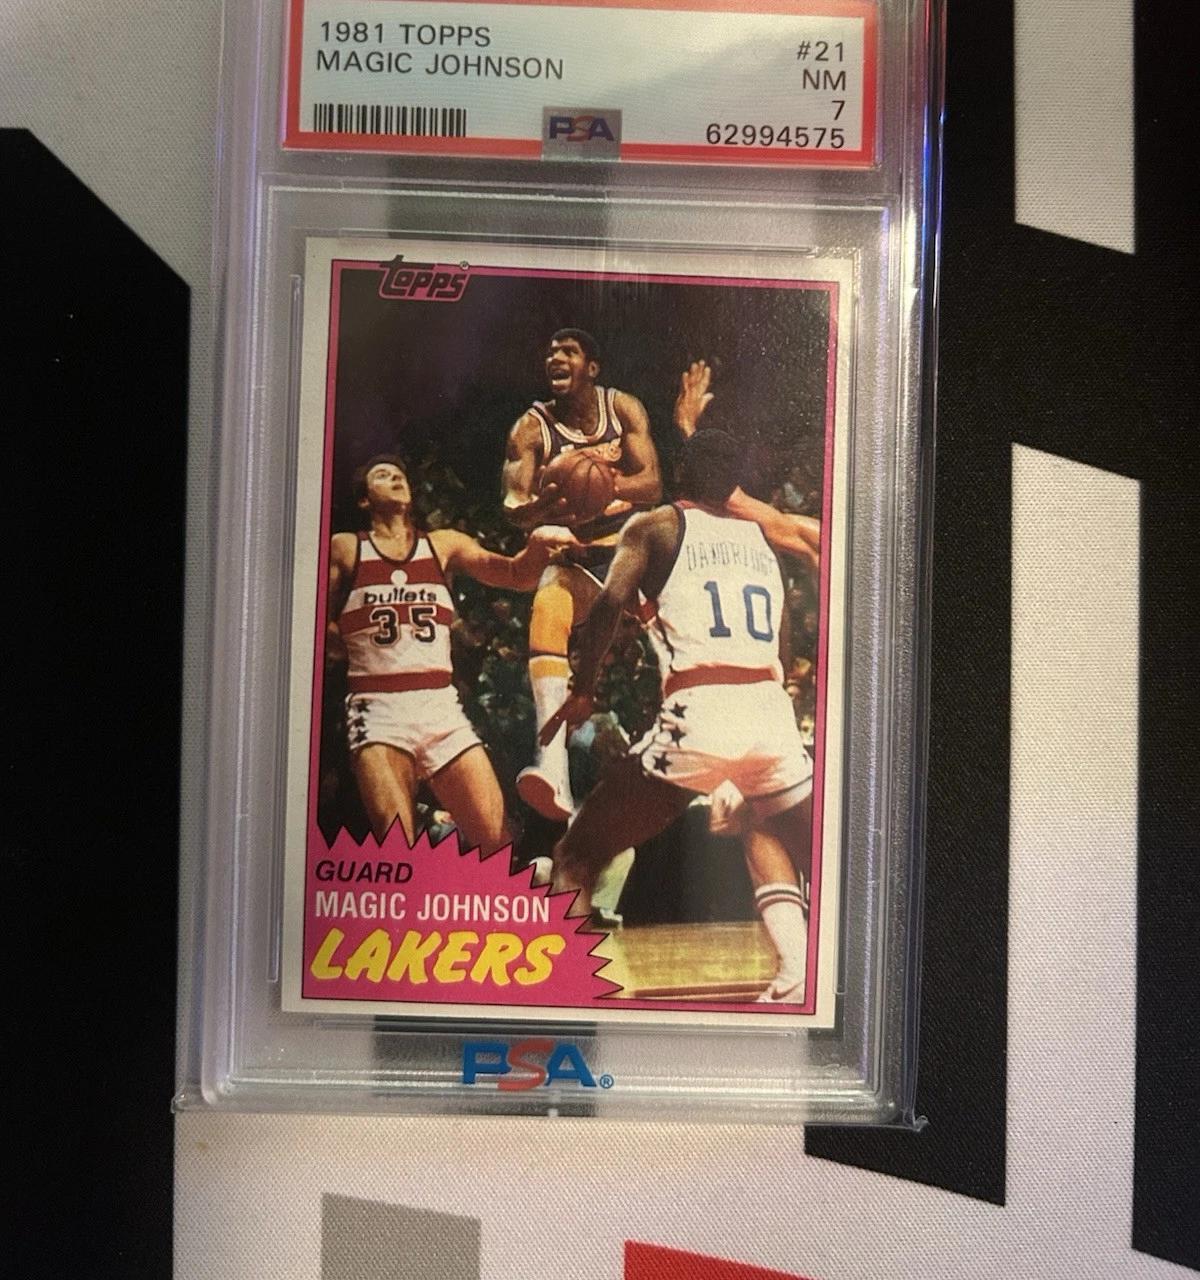 1981 TOPPS
MAGIC JOHNSON
#21
NM
7
62994575
PSA
TOPPS®
bullets
35
DANDRIDGE
10
GUARD
MAGIC JOHNSON
LAKERS
PSA®